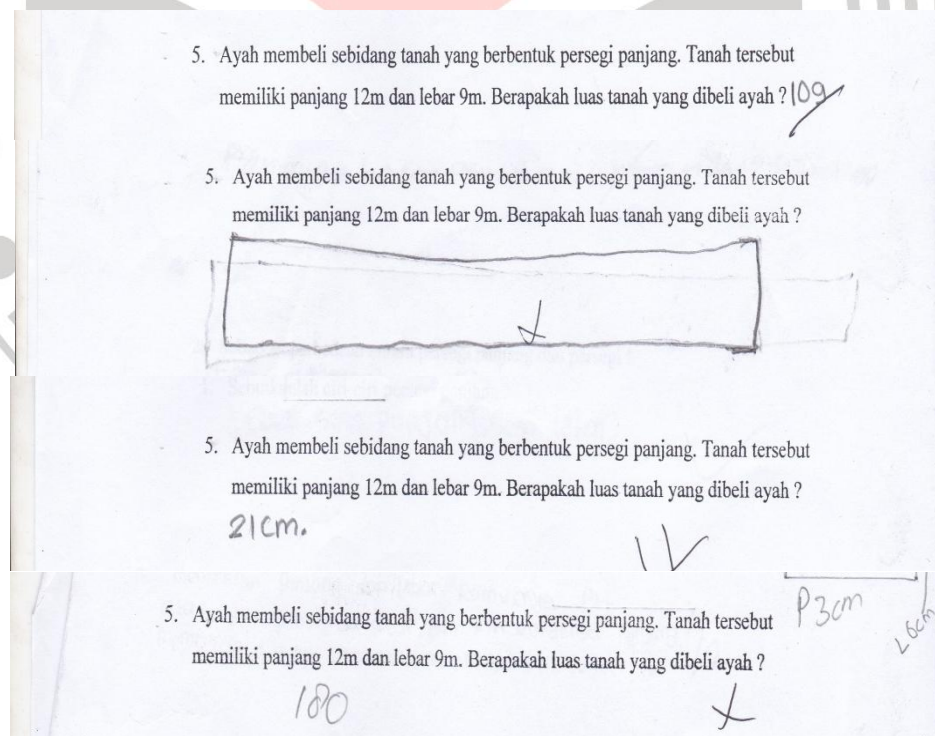 5. Ayah membeli sebidang tanah yang berbentuk persegi panjang. Tanah tersebut
memiliki panjang 12m dan lebar 9m. Berapakah luas tanah yang dibeli ayah ? 109
5. Ayah membeli sebidang tanah yang berbentuk persegi panjang. Tanah tersebut
memiliki panjang 12m dan lebar 9m. Berapakah luas tanah yang dibeli ayah ?
5. Ayah membeli sebidang tanah yang berbentuk persegi panjang. Tanah tersebut
memiliki panjang 12m dan lebar 9m. Berapakah luas tanah yang dibeli ayah ?
21cm.
P3cm
L6cm
5. Ayah membeli sebidang tanah yang berbentuk persegi panjang. Tanah tersebut
memiliki panjang 12m dan lebar 9m. Berapakah luas tanah yang dibeli ayah ?
180